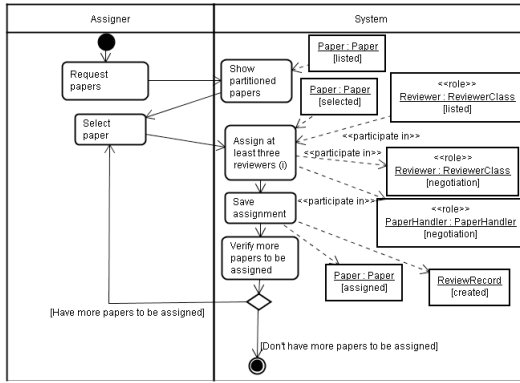 Assigner
System
Request
papers
Show
partitioned
papers
Paper : Paper
[listed]
Paper : Paper
[selected]
<<role>>
Reviewer : ReviewerClass
[listed]
Select
paper
Assign at
least three
reviewers (i)
<<participate in>>
<<participate in>>
<<role>>
Reviewer : ReviewerClass
[negotiation]
Save
assignment
<<participate in>>
<<role>>
PaperHandler : PaperHandler
[negotiation]
Verify more
papers to be
assigned
Paper : Paper
[assigned]
ReviewRecord
[created]
[Have more papers to be assigned]
[Don't have more papers to be assigned]